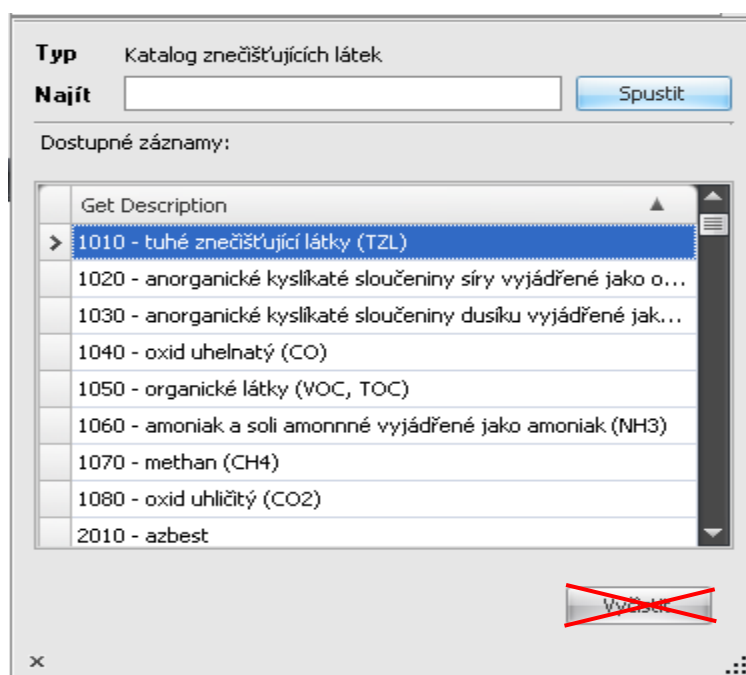 Typ Katalog znečišťujících látek
Najít Spustit
Dostupné záznamy:
Get Description
1010 - tuhé znečišťující látky (TZL)
1020 - anorganické kyslíkaté sloučeniny síry vyjádřené jako o...
1030 - anorganické kyslíkaté sloučeniny dusíku vyjádřené jak...
1040 - oxid uhelnatý (CO)
1050 - organické látky (VOC, TOC)
1060 - amoniak a soli amonnné vyjádřené jako amoniak (NH3)
1070 - methan (CH4)
1080 - oxid uhličitý (CO2)
2010 - azbest
Vyčistit